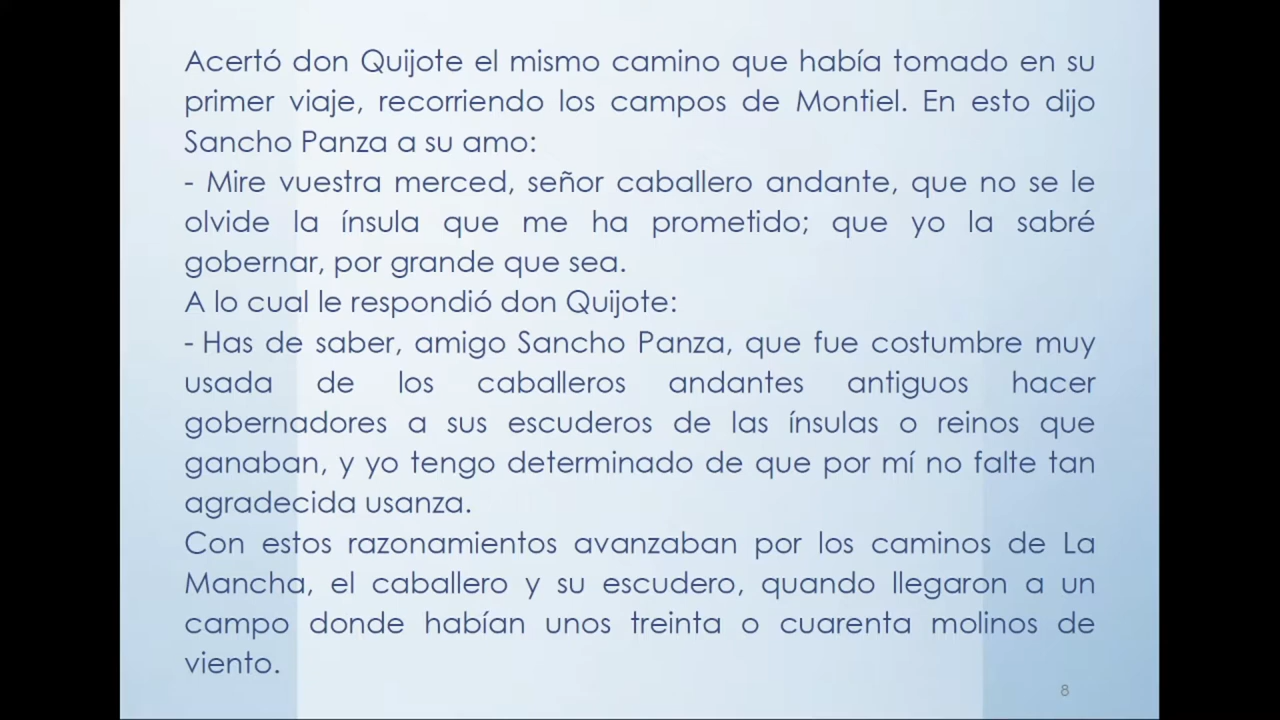 Acertó don Quijote el mismo camino que había tomado en su
primer viaje, recorriendo los campos de Montiel. En esto dijo
Sancho Panza a su amo:
- Mire vuestra merced, señor caballero andante, que no se le
olvide la ínsula que me ha prometido; que yo la sabré
gobernar, por grande que sea.
A lo cual le respondió don Quijote:
- Has de saber, amigo Sancho Panza, que fue costumbre muy
usada de los caballeros andantes antiguos hacer
gobernadores a sus escuderos de las ínsulas o reinos que
ganaban, y yo tengo determinado de que por mí no falte tan
agradecida usanza.
Con estos razonamientos avanzaban por los caminos de La
Mancha, el caballero y su escudero, quando llegaron a un
campo donde habían unos treinta o cuarenta molinos de
viento.
8